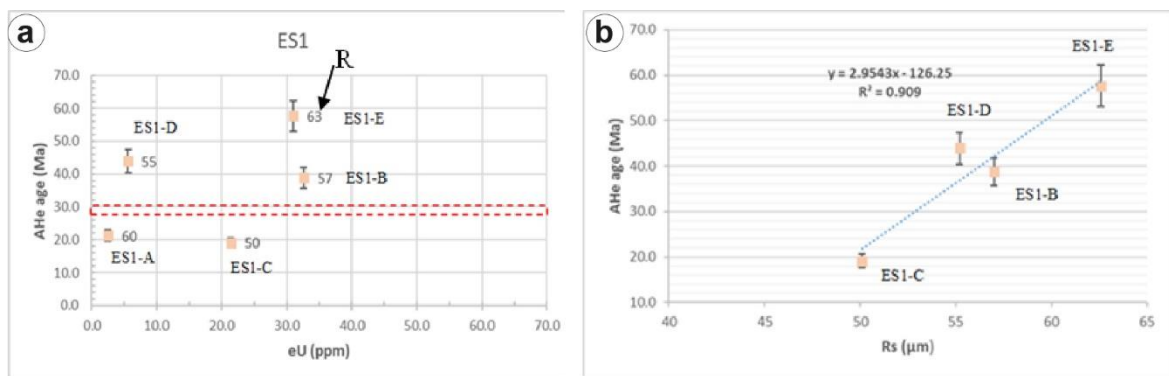 a
ES1
R
AHe age (Ma)
70.0
60.0
50.0
40.0
30.0
20.0
10.0
0.0
63
ES1-E
ES1-D
55
57
ES1-B
60
ES1-A
50
ES1-C
0.0 10.0 20.0 30.0 40.0 50.0 60.0 70.0
eU (ppm)
b
AHe age (Ma)
70.0
60.0
50.0
40.0
30.0
20.0
10.0
ES1-E
y = 2.9543x - 126.25
R² = 0.909
ES1-D
ES1-B
ES1-C
40 45 50 55 60 65
Rs (µm)